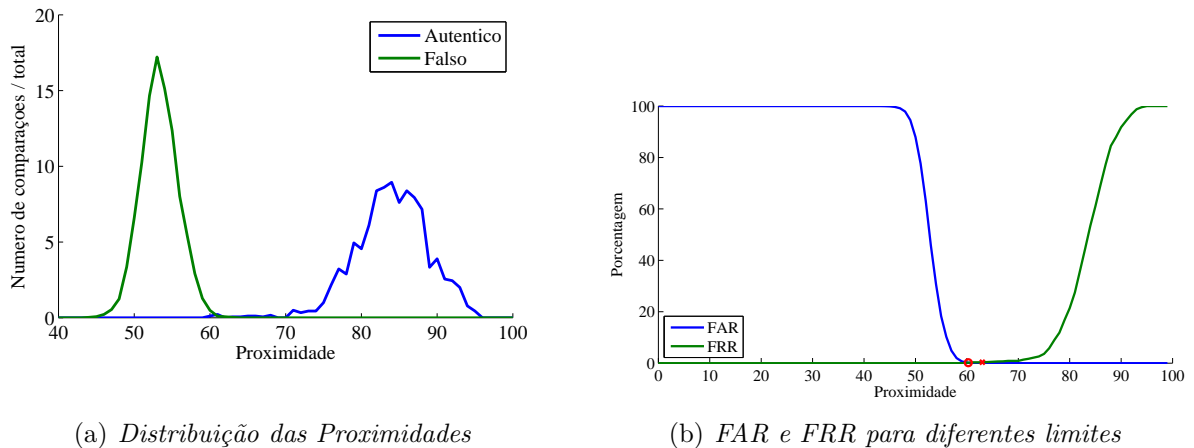 20
15
10
5
0
Numero de comparaçoes / total
Autentico
Falso
40 50 60 70 80 90 100
Proximidade
(a) Distribuição das Proximidades
100
80
60
40
20
0
Porcentagem
FAR
FRR
0 10 20 30 40 50 60 70 80 90 100
Proximidade
(b) FAR e FRR para diferentes limites